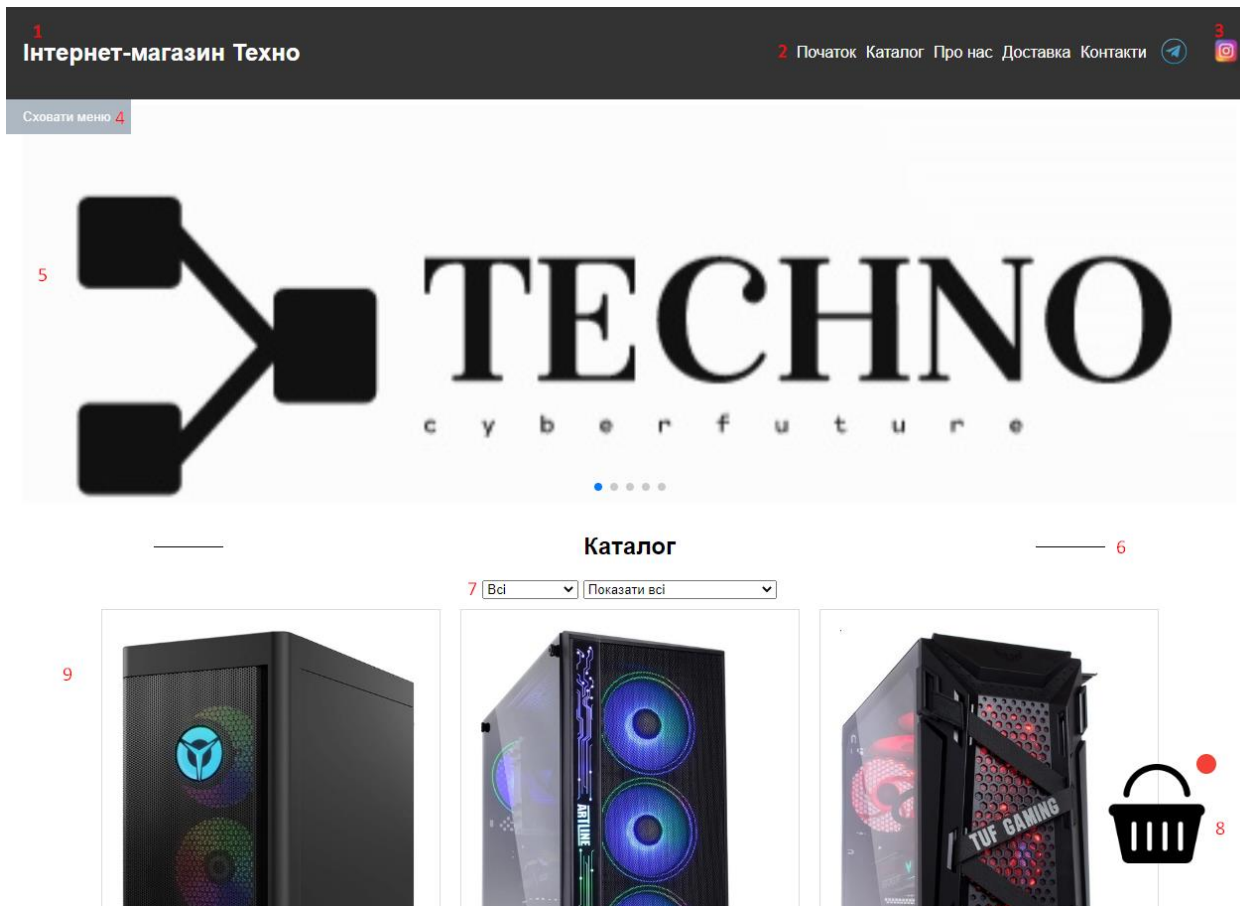 1
Інтернет-магазин Техно
2 Початок Каталог Про нас Доставка Контакти
3
Сховати меню 4
5
TECHNO
cyberfuture
Каталог
6
7 Всі Показати всі
9
ARTLINE
TUF GAMING
8